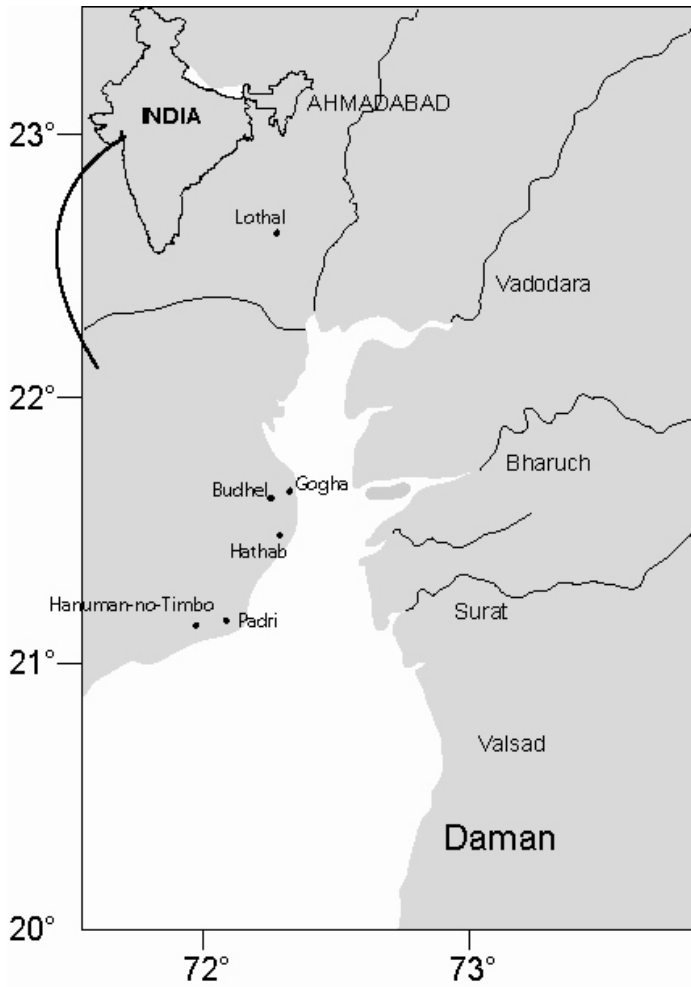 INDIA
AHMADABAD
23°
Lothal
Vadodara
22°
Bharuch
Gogha
Budhel
Hathab
Hanuman-no-Timbo
Padri
Surat
21°
Valsad
Daman
20°
72°
73°